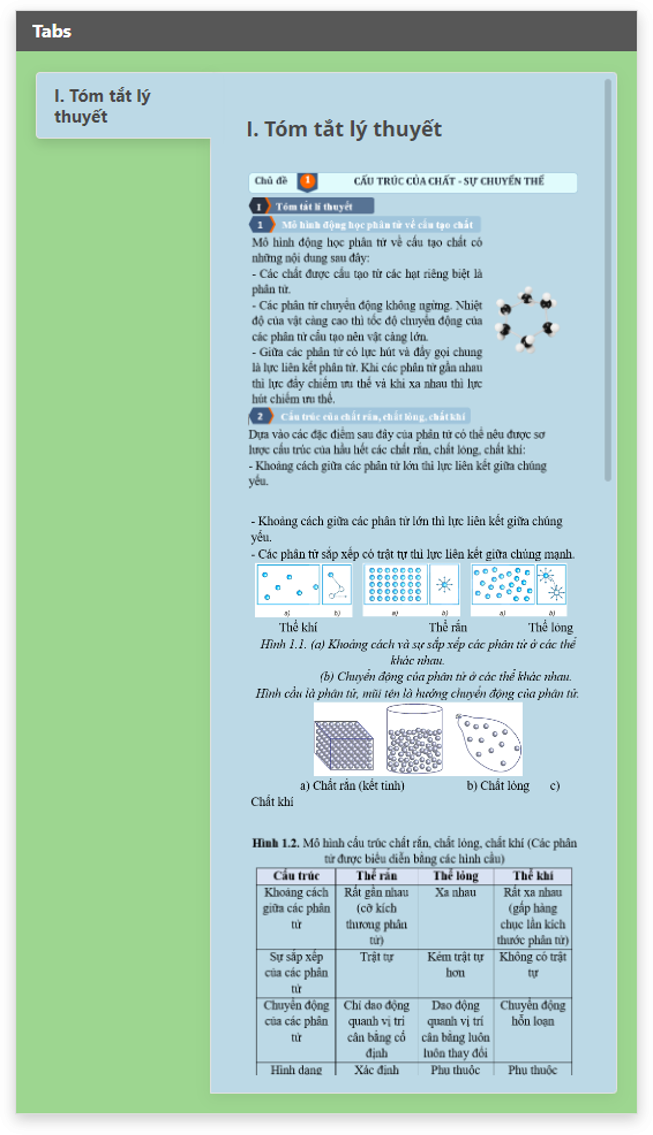 Tabs
I. Tóm tắt lý
thuyết
I. Tóm tắt lý thuyết
Chủ đề 1 CẤU TRÚC CỦA CHẤT - SỰ CHUYỂN THỂ
I Tóm tắt lí thuyết
1 Mô hình động học phân tử về cấu tạo chất
Mô hình động học phân tử về cấu tạo chất có
những nội dung sau đây:
- Các chất được cấu tạo từ các hạt riêng biệt là
phân tử.
- Các phân tử chuyển động không ngừng. Nhiệt
độ của vật càng cao thì tốc độ chuyển động của
các phân tử cấu tạo nên vật càng lớn.
- Giữa các phân tử có lực hút và đẩy gọi chung
là lực liên kết phân tử. Khi các phân tử gần nhau
thì lực đẩy chiếm ưu thế và khi xa nhau thì lực
hút chiếm ưu thế.
2 Cấu trúc của chất rắn, chất lỏng, chất khí
Dựa vào các đặc điểm sau đây của phân tử có thể nêu được sơ
lược cấu trúc của hầu hết các chất rắn, chất lỏng, chất khí:
- Khoảng cách giữa các phân tử lớn thì lực liên kết giữa chúng
yếu.
- Khoảng cách giữa các phân tử lớn thì lực liên kết giữa chúng
yếu.
- Các phân tử sắp xếp có trật tự thì lực liên kết giữa chúng mạnh.
a) b) a) b) a) b)
Thể khí Thể rắn Thể lỏng
Hình 1.1. (a) Khoảng cách và sự sắp xếp các phân tử ở các thể
khác nhau.
(b) Chuyển động của phân tử ở các thể khác nhau.
Hình cầu là phân tử, mũi tên là hướng chuyển động của phân tử.
a) Chất rắn (kết tinh) b) Chất lỏng c)
Chất khí
Hình 1.2. Mô hình cấu trúc chất rắn, chất lỏng, chất khí (Các phân
tử được biểu diễn bằng các hình cầu)
Cấu trúc Thể rắn Thể lỏng Thể khí
Khoảng cách Rất gần nhau Xa nhau Rất xa nhau
giữa các phân (cỡ kích (gấp hàng
tử thương phân chục lần kích
tử) thước phân tử)
Sự sắp xếp Trật tự Kém trật tự Không có trật
của các phân hơn tự
tử
Chuyển động Chỉ dao động Dao động Chuyển động
của các phân quanh vị trí quanh vị trí hỗn loạn
tử cân bằng cố cân bằng luôn
định luôn thay đổi
Hình dạng Xác định Phụ thuộc Phụ thuộc